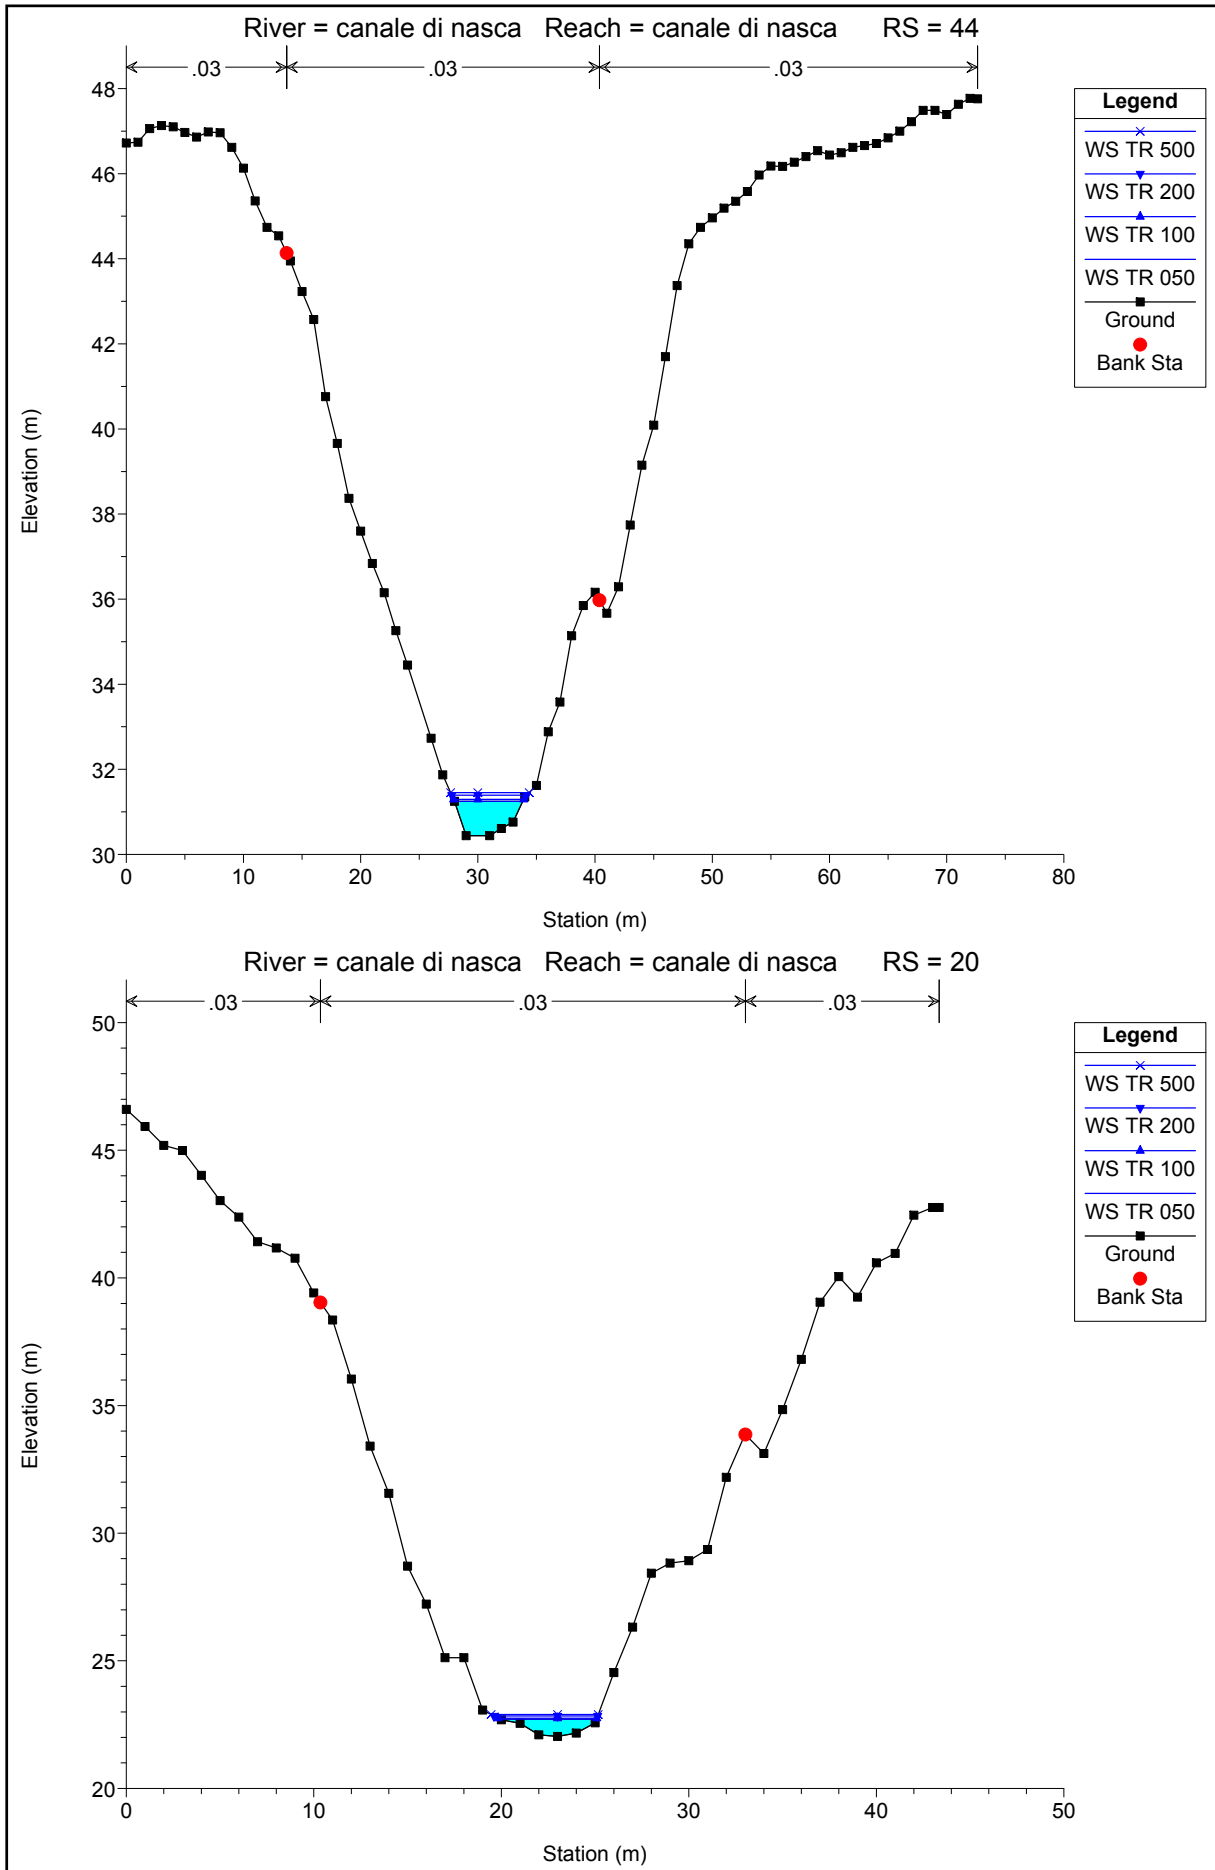 River = canale di nasca Reach = canale di nasca RS = 44
.03 .03 .03
48
46
44
42
40
38
36
34
32
30
0 10 20 30 40 50 60 70 80
Station (m)
Elevation (m)
Legend
WS TR 500
WS TR 200
WS TR 100
WS TR 050
Ground
Bank Sta
River = canale di nasca Reach = canale di nasca RS = 20
.03 .03 .03
50
45
40
35
30
25
20
0 10 20 30 40 50
Station (m)
Elevation (m)
Legend
WS TR 500
WS TR 200
WS TR 100
WS TR 050
Ground
Bank Sta